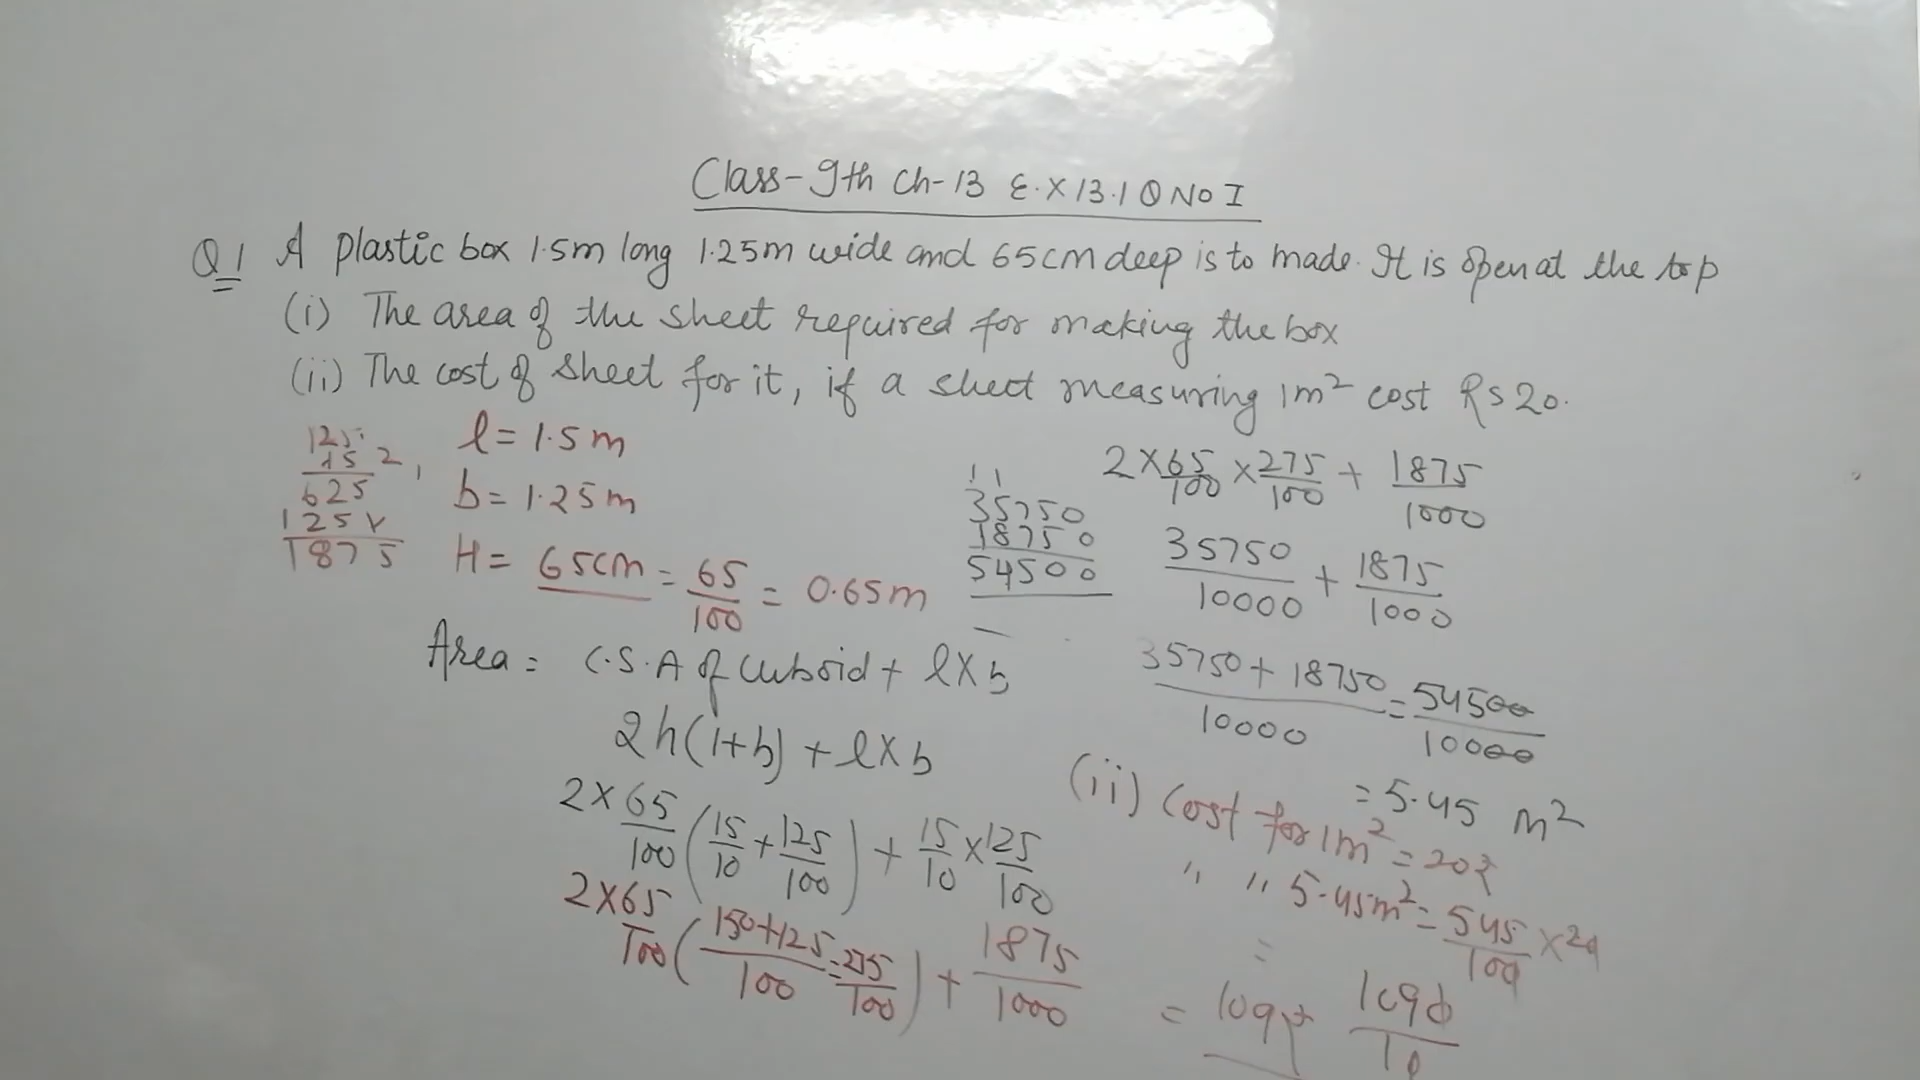 Class-9th Ch-13 E.X 13.1 Q No I
Q1 A plastic box 1.5m long 1.25m wide and 65cm deep is to made. It is open at the top
(i) The area of the sheet required for making the box
(ii) The cost of sheet for it, if a sheet measuring 1m² cost Rs 20.
125
15
625
125×
1875
2,
l = 1.5 m
b = 1.25 m
H = 65cm = 65/100 = 0.65m
Area = C.S.A of cuboid + l×b
2h(l+b) + l×b
2×65/100 (15/10 + 125/100) + 15/10 × 125/100
2×65/100 (150+125/100 = 275/100) + 1875/1000
1 1
35750
18750
54500
2×65/100 × 275/100 + 1875/1000
35750/10000 + 1875/1000
35750 + 18750/10000 = 54500/10000
= 5.45 m²
(ii) Cost for 1m² = 20₹
" " 5.45m² = 545/100 × 20
=
= 109₹ 1090/10